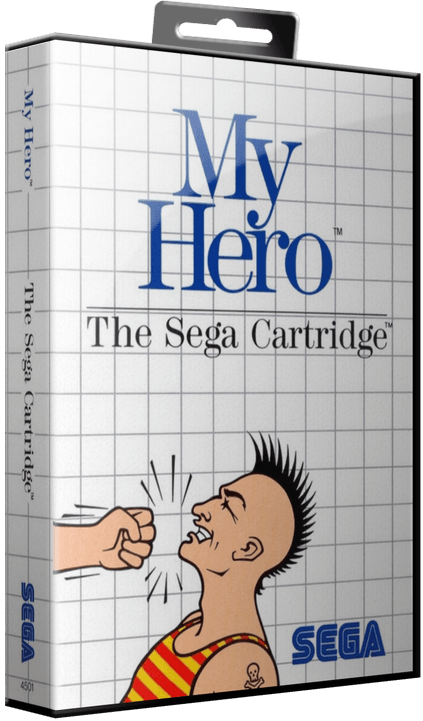 My
Hero™
The Sega Cartridge™
SEGA
My Hero™
The Sega Cartridge™
SEGA
4501